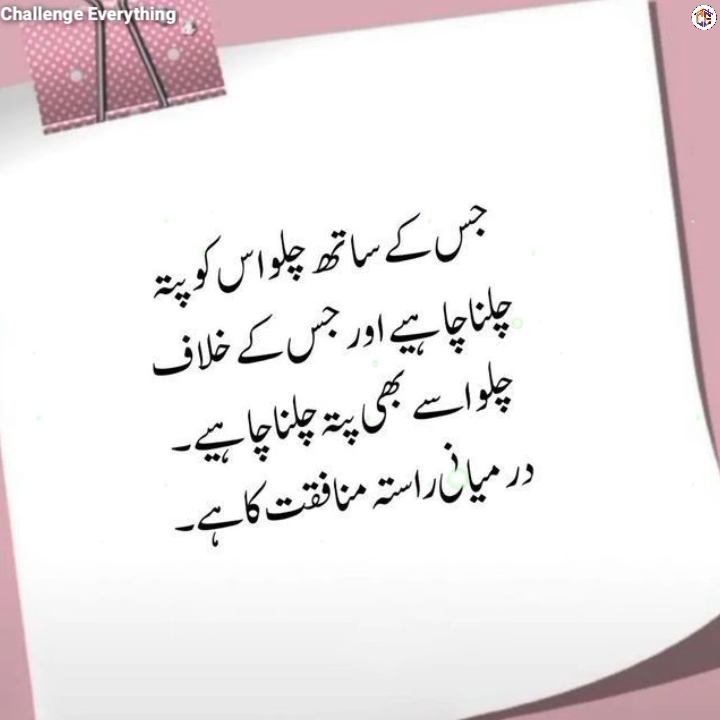 Challenge Everything
جس کے ساتھ چلو اس کو پتہ
چلنا چاہیے اور جس کے خلاف
چلو اسے بھی پتہ چلنا چاہیے۔
درمیانی راستہ منافقت کا ہے۔